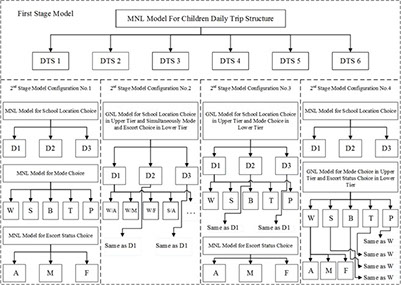 First Stage Model
MNL Model For Children Daily Trip Structure
DTS 1
DTS 2
DTS 3
DTS 4
DTS 5
DTS 6
2nd Stage Model Configuration No.1
MNL Model for School Location Choice
D1
D2
D3
MNL Model for Mode Choice
W
S
B
T
P
MNL Model for Escort Status Choice
A
M
F
2nd Stage Model Configuration No.2
GNL Model for School Location Choice
in Upper Tier and Simultaneously Mode
and Escort Choice in Lower Tier
D1
D2
D3
W/A
W/M
W/F
S/A
...
Same as D1
Same as D1
2nd Stage Model Configuration No.3
GNL Model for School Location Choice
in Upper Tier and Mode Choice in
Lower Tier
D1
D2
D3
W
S
B
T
P
Same as D1
Same as D1
MNL Model for Escort Status Choice
A
M
F
2nd Stage Model Configuration No.4
MNL Model for School Location Choice
D1
D2
D3
GNL Model for Mode Choice in Upper
Tier and Escort Status Choice in
Lower Tier
W
S
B
T
P
A
M
F
Same as W
Same as W
Same as W
Same as W